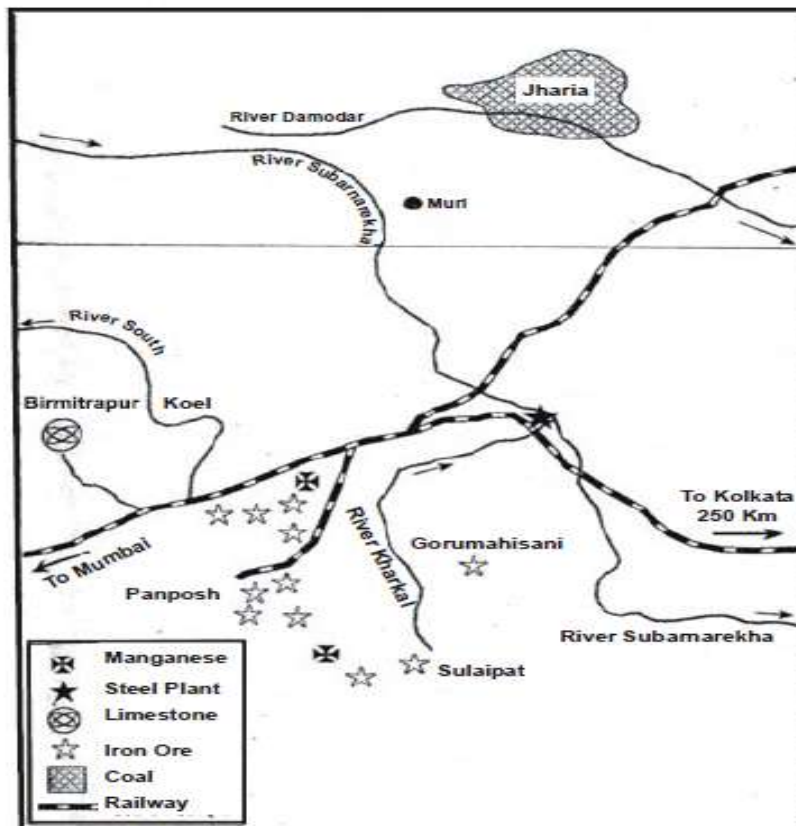 Jharia
River Damodar
River Subarnarekha
Muri
River South
Koel
Birmitrapur
To Kolkata
250 Km
To Mumbai
River Kharkai
Gorumahisani
Panposh
River Subarnarekha
Sulaipat
Manganese
Steel Plant
Limestone
Iron Ore
Coal
Railway